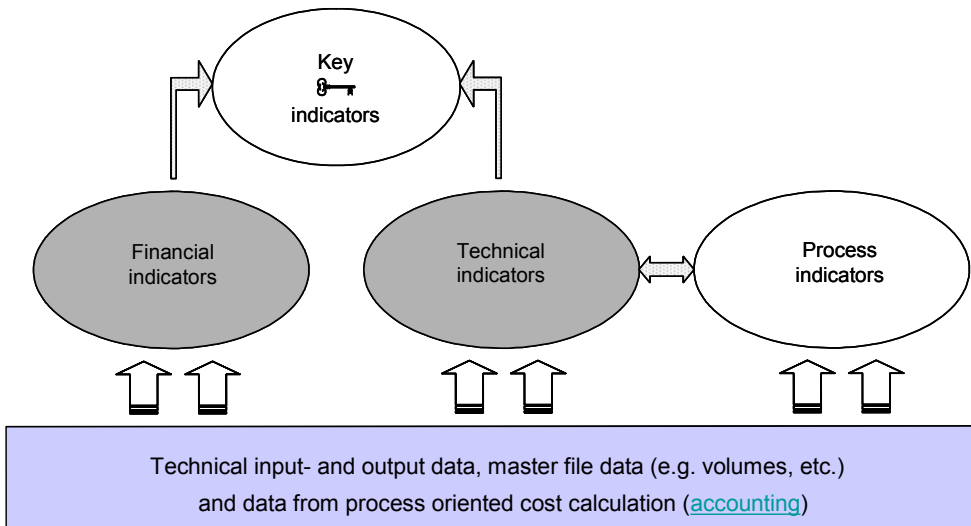 Key
indicators
Financial
indicators
Technical
indicators
Process
indicators
Technical input- and output data, master file data (e.g. volumes, etc.)
and data from process oriented cost calculation (accounting)